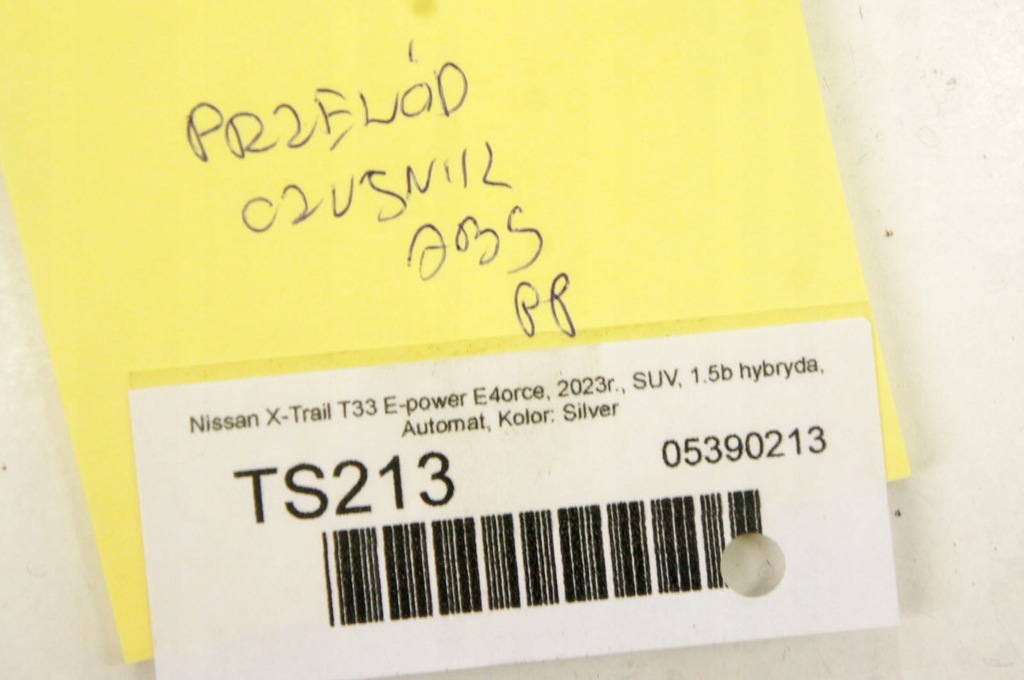 PRZEWÓD
CZUJNIK
ABS
PP
Nissan X-Trail T33 E-power E4orce, 2023r., SUV, 1.5b hybryda,
Automat, Kolor: Silver
TS213
05390213